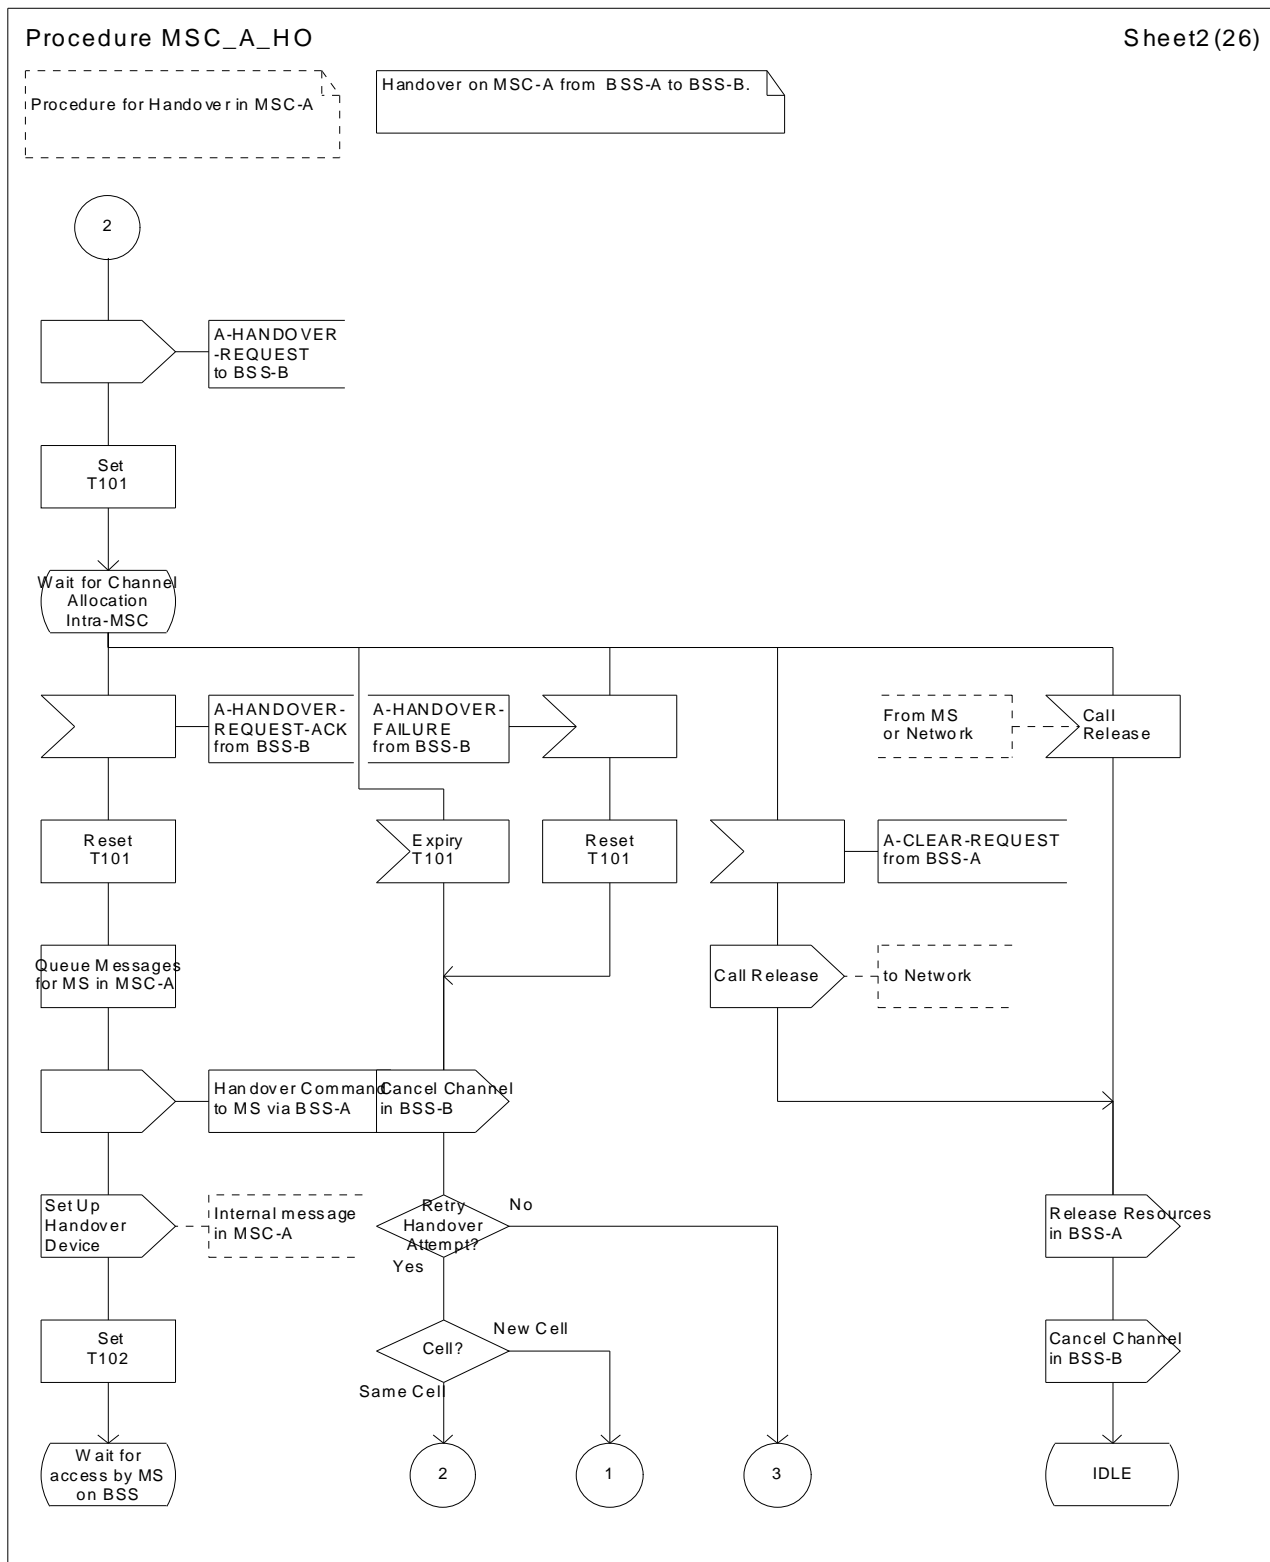 Procedure MSC_A_HO
Sheet2(26)
Procedure for Handover in MSC-A
Handover on MSC-A from BSS-A to BSS-B.
2
A-HANDOVER
-REQUEST
to BSS-B
Set
T101
Wait for Channel
Allocation
Intra-MSC
A-HANDOVER-
REQUEST-ACK
from BSS-B
A-HANDOVER-
FAILURE
from BSS-B
From MS
or Network
Call
Release
Reset
T101
Expiry
T101
Reset
T101
A-CLEAR-REQUEST
from BSS-A
Queue Messages
for MS in MSC-A
Call Release
to Network
Handover Command
to MS via BSS-A
Cancel Channel
in BSS-B
Set Up
Handover
Device
Internal message
in MSC-A
Retry
Handover
Attempt?
No
Yes
Release Resources
in BSS-A
Set
T102
Cell?
New Cell
Same Cell
Cancel Channel
in BSS-B
Wait for
access by MS
on BSS
2
1
3
IDLE